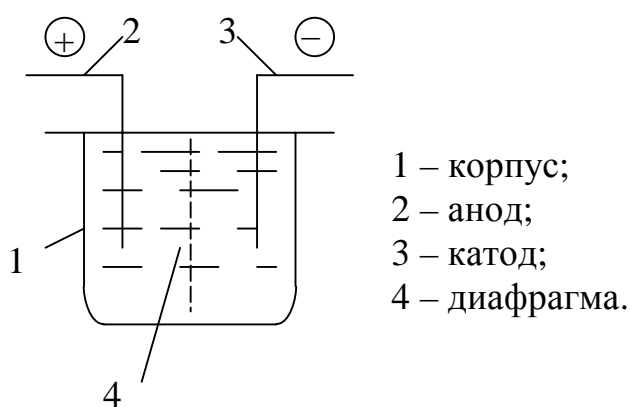 + 2 3 −
1
4
1 – корпус;
2 – анод;
3 – катод;
4 – диафрагма.